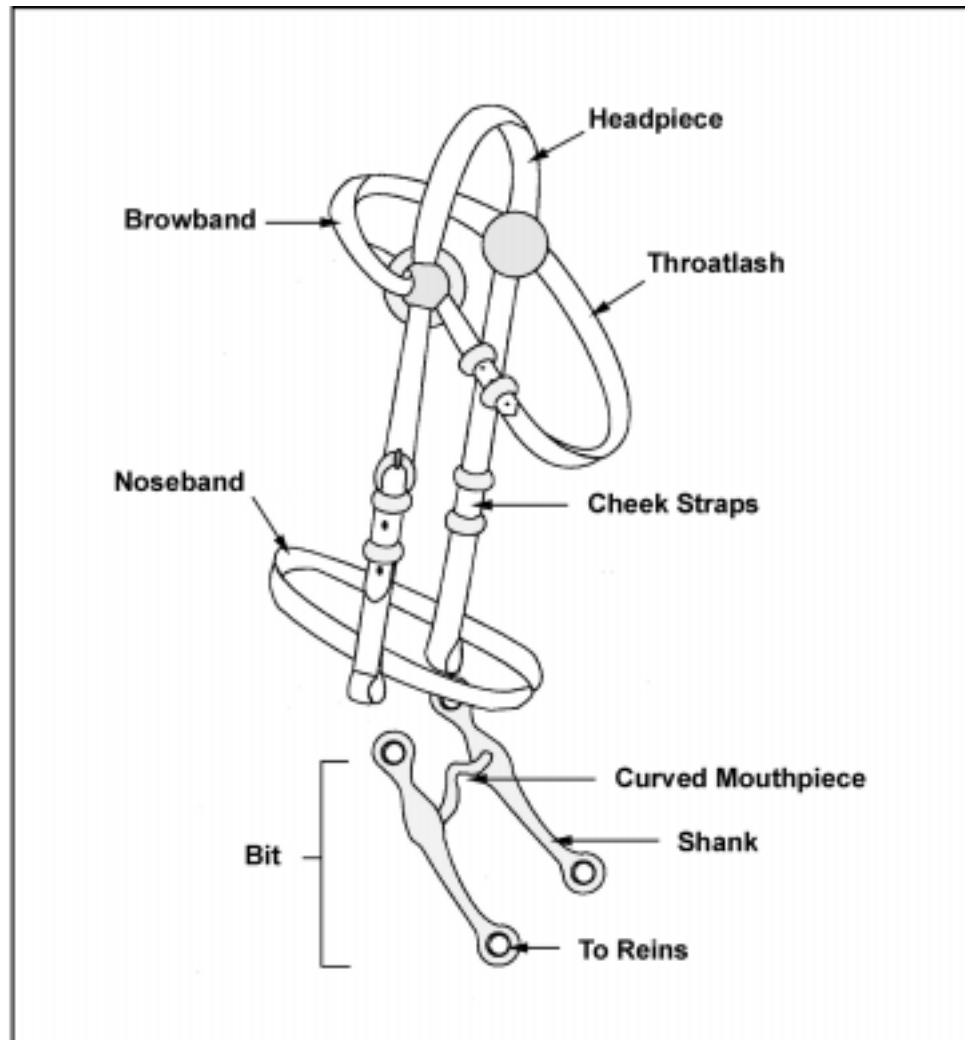 Headpiece
Browband
Throatlash
Noseband
Cheek Straps
Curved Mouthpiece
Shank
Bit
To Reins